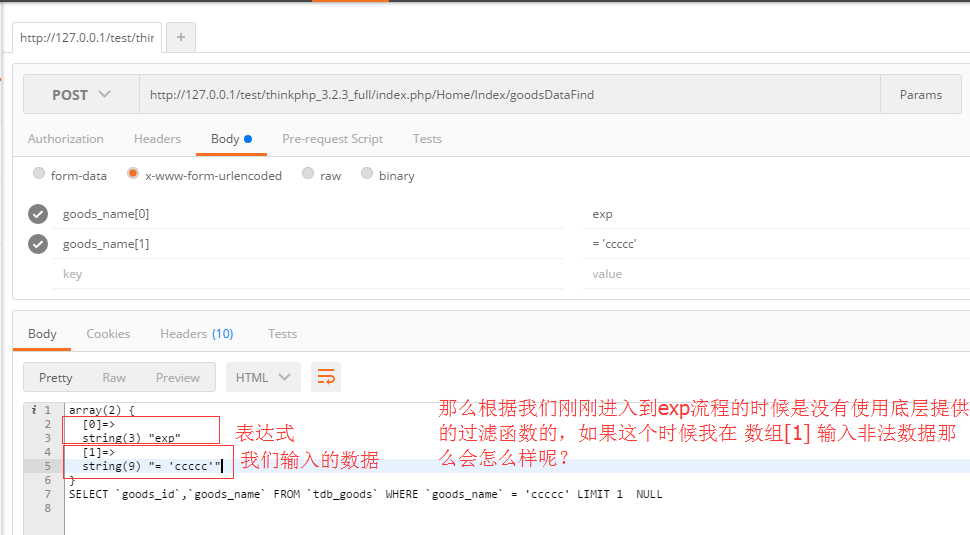 http://127.0.0.1/test/thin
+
POST
http://127.0.0.1/test/thinkphp_3.2.3_full/index.php/Home/Index/goodsDataFind
Params
Authorization
Headers
Body
Pre-request Script
Tests
form-data
x-www-form-urlencoded
raw
binary
goods_name[0]
exp
goods_name[1]
= 'ccccc'
key
value
Body
Cookies
Headers (10)
Tests
Pretty
Raw
Preview
HTML
i 1 array(2) {
2 [0]=>
3 string(3) "exp"
4 [1]=>
5 string(9) "= 'ccccc'"
6 }
7 SELECT `goods_id`,`goods_name` FROM `tdb_goods` WHERE `goods_name` = 'ccccc' LIMIT 1  NULL
8
表达式
我们输入的数据
那么根据我们刚刚进入到exp流程的时候是没有使用底层提供
的过滤函数的，如果这个时候我在 数组[1] 输入非法数据那
么会怎么样呢？